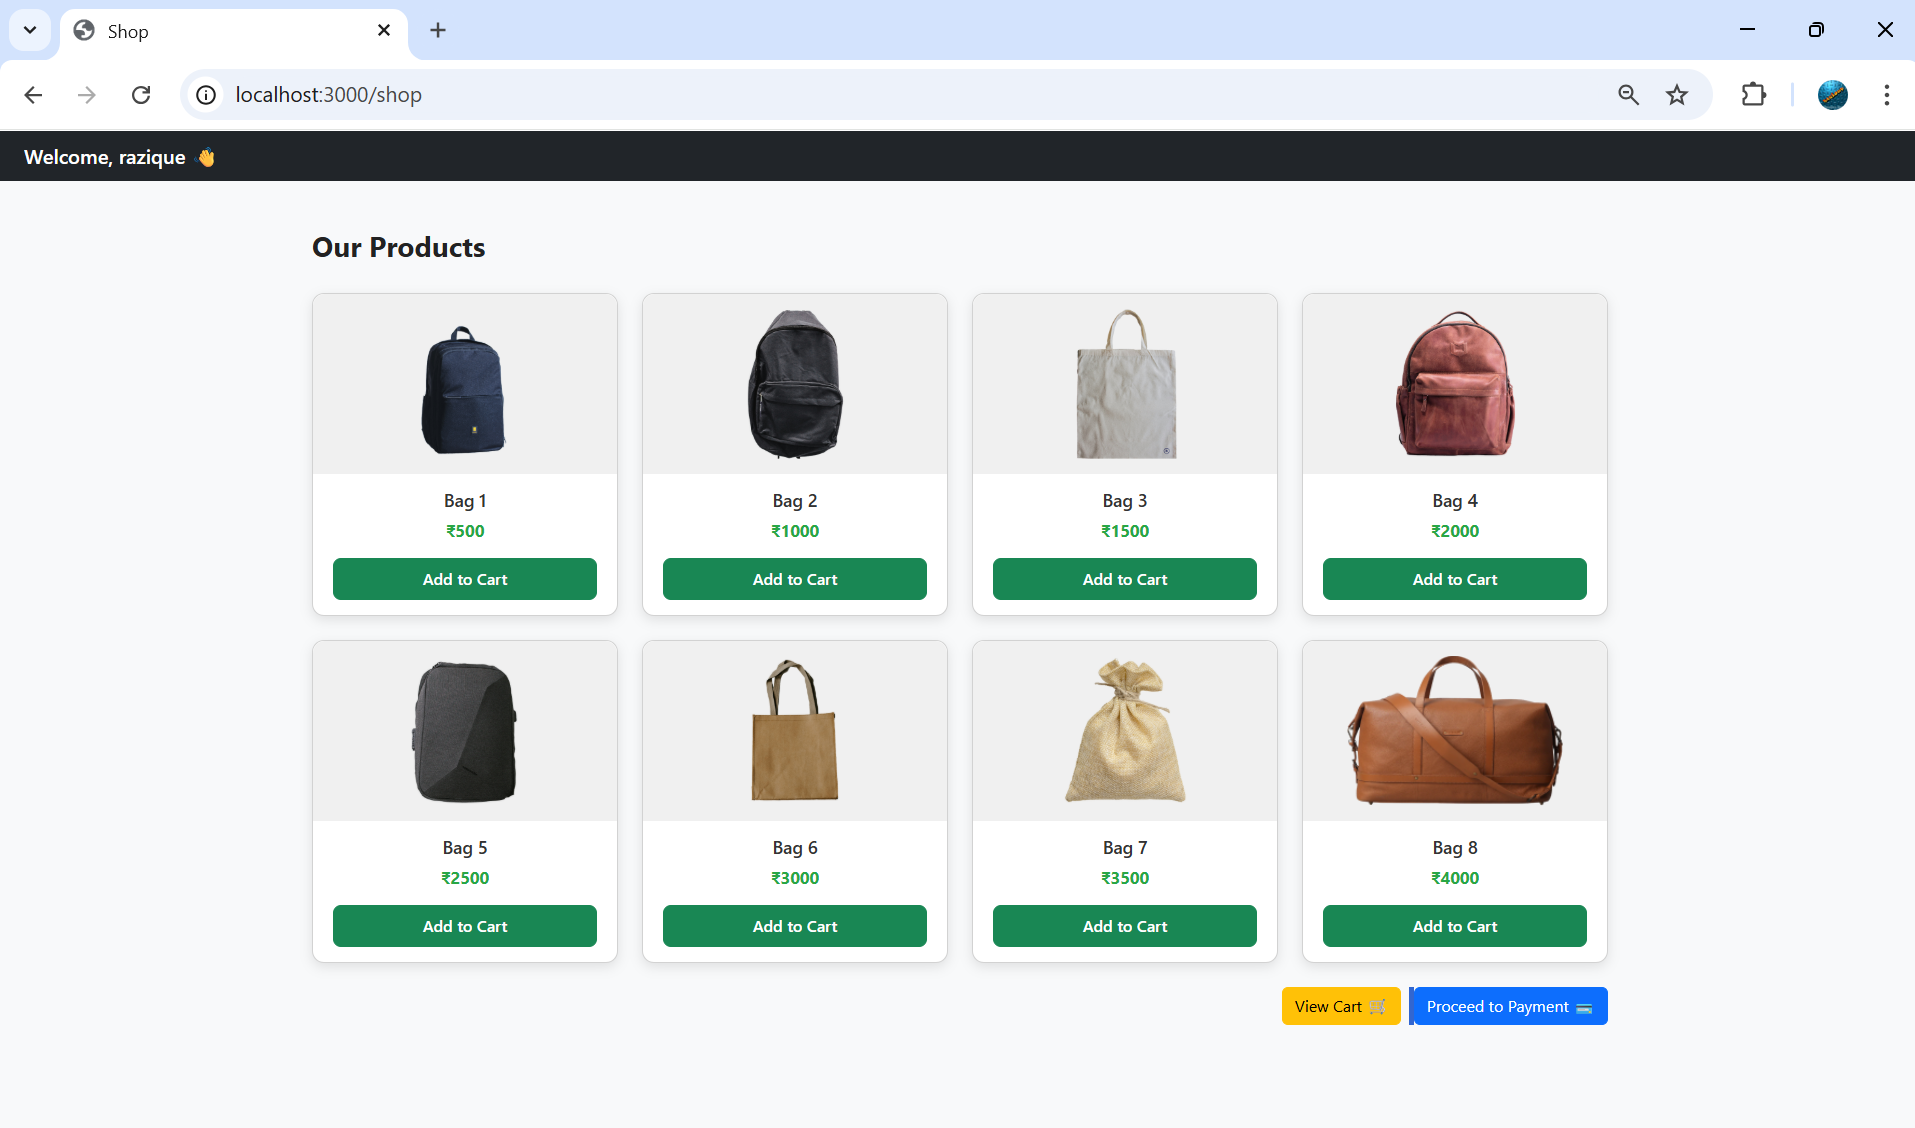 Shop
localhost:3000/shop
Welcome, razique 👋
Our Products
Bag 1
₹500
Add to Cart
Bag 2
₹1000
Add to Cart
Bag 3
₹1500
Add to Cart
Bag 4
₹2000
Add to Cart
Bag 5
₹2500
Add to Cart
Bag 6
₹3000
Add to Cart
Bag 7
₹3500
Add to Cart
Bag 8
₹4000
Add to Cart
View Cart 🛒
Proceed to Payment 💳